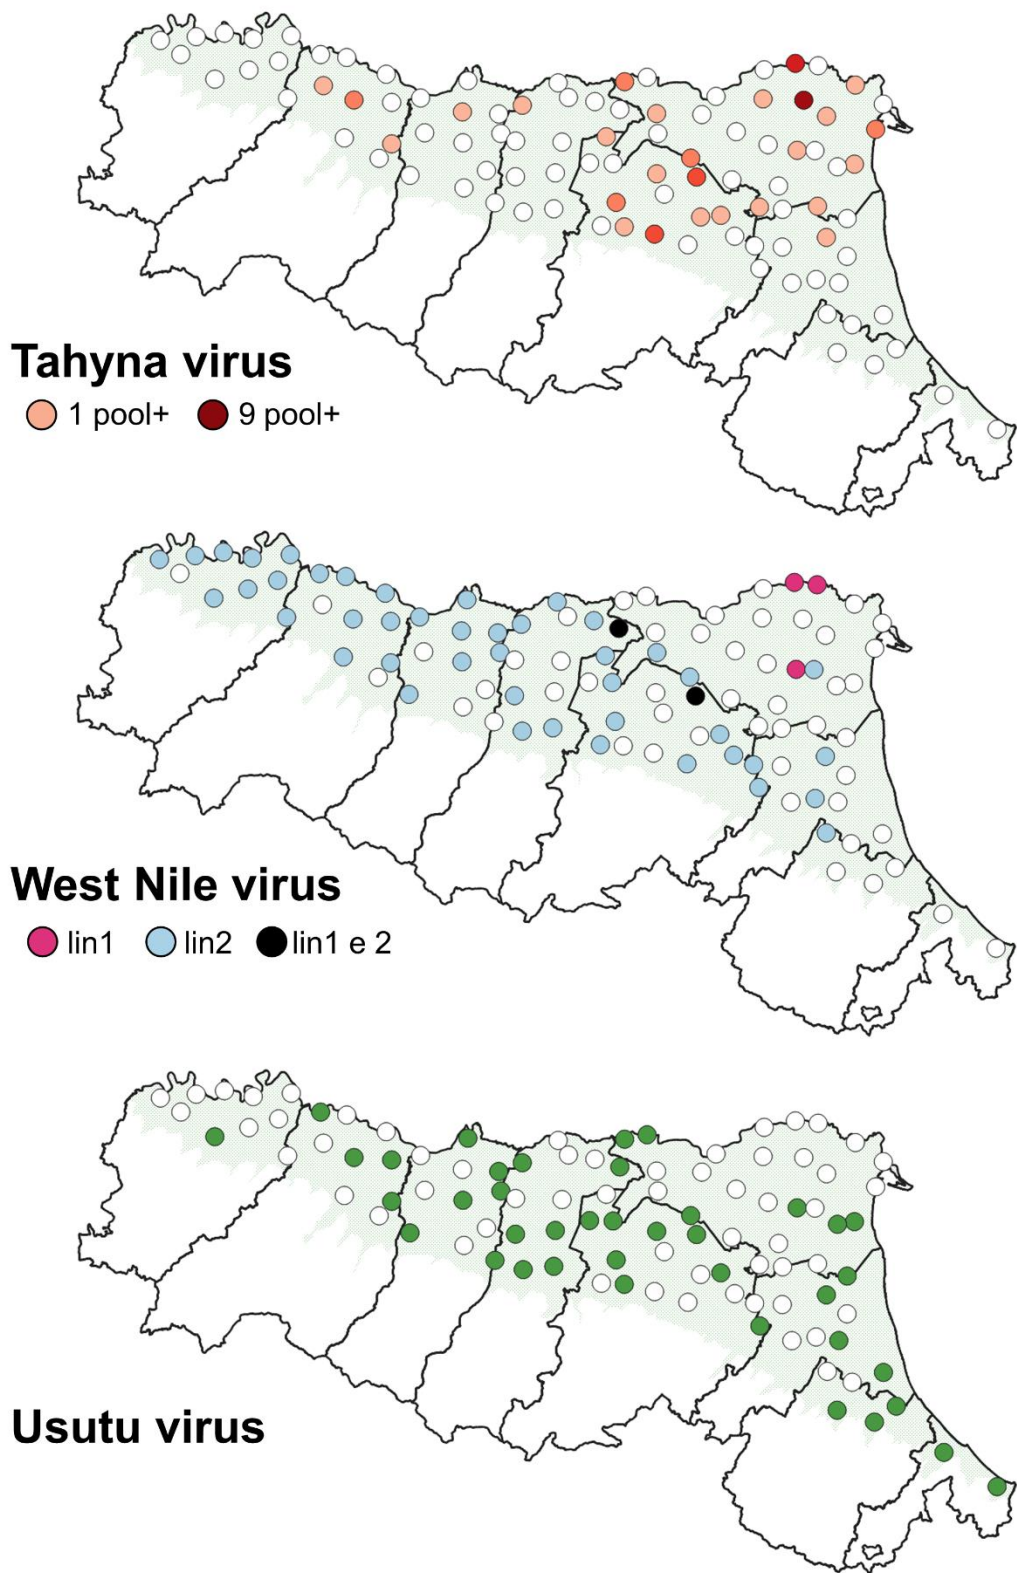 Tahyna virus
1 pool+ 9 pool+
West Nile virus
lin1 lin2 lin1 e 2
Usutu virus